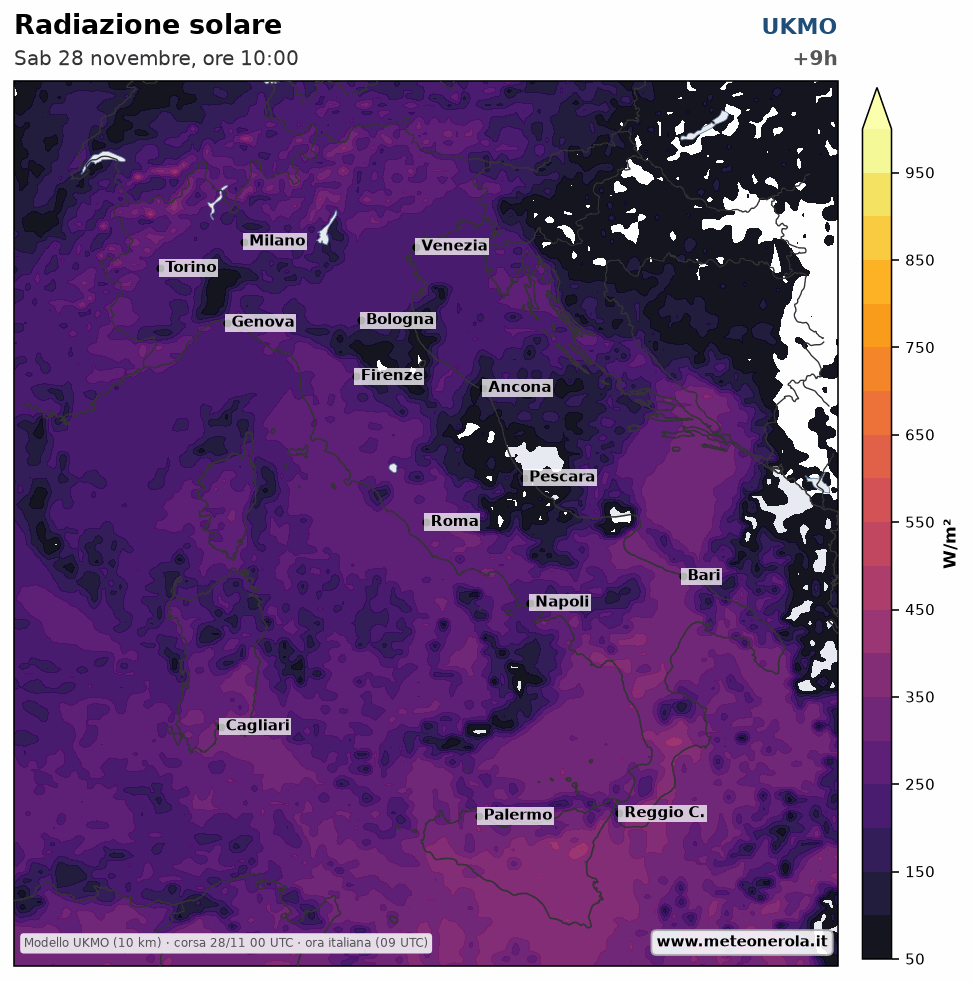 Radiazione solare
UKMO
Sab 28 novembre, ore 10:00
+9h
Milano
Venezia
Torino
Genova
Bologna
Firenze
Ancona
Pescara
Roma
Bari
Napoli
Cagliari
Palermo
Reggio C.
950
850
750
650
550
450
350
250
150
50
W/m²
Modello UKMO (10 km) · corsa 28/11 00 UTC · ora italiana (09 UTC)
www.meteonerola.it